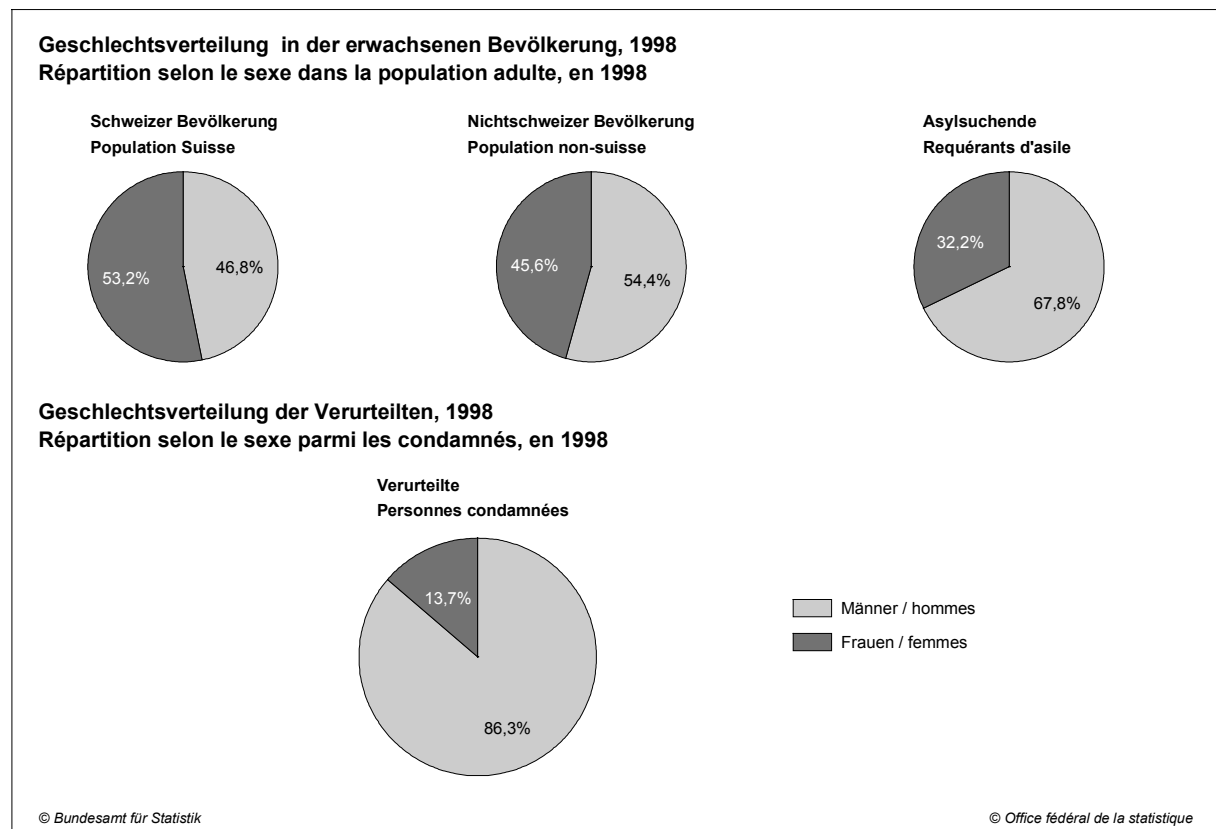 Geschlechtsverteilung in der erwachsenen Bevölkerung, 1998
Répartition selon le sexe dans la population adulte, en 1998
Schweizer Bevölkerung
Population Suisse
53,2%
46,8%
Nichtschweizer Bevölkerung
Population non-suisse
45,6%
54,4%
Asylsuchende
Requérants d'asile
32,2%
67,8%
Geschlechtsverteilung der Verurteilten, 1998
Répartition selon le sexe parmi les condamnés, en 1998
Verurteilte
Personnes condamnées
13,7%
86,3%
Männer / hommes
Frauen / femmes
© Bundesamt für Statistik
© Office fédéral de la statistique